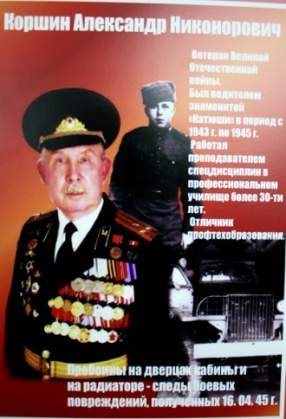 Коршин Александр Никонорович
Ветеран Великой
Отечественной
войны.
Был водителем
знаменитой
«Катюши» в период с
1943 г. по 1945 г.
Работал
преподавателем
спецдисциплин в
профессиональном
училище более 30-ти
лет.
Отличник
профтехобразования.
Пробоины на дверцах кабины и
на радиаторе - следы боевых
повреждений, полученных 16. 04. 45 г.